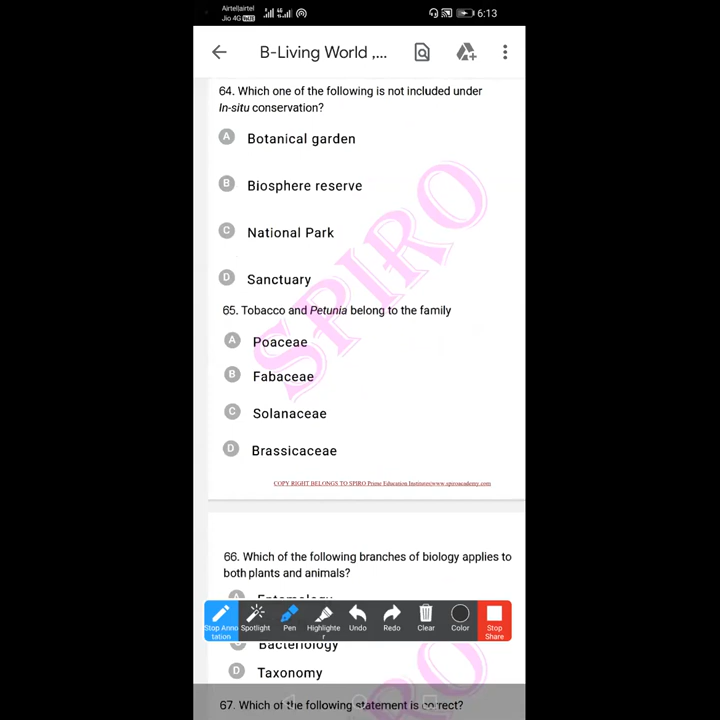 Airtel|airtel
Jio 4G VoLTE
6:13
B-Living World ,...
64. Which one of the following is not included under
In-situ conservation?
A Botanical garden
B Biosphere reserve
C National Park
D Sanctuary
65. Tobacco and Petunia belong to the family
A Poaceae
B Fabaceae
C Solanaceae
D Brassicaceae
SPIRO
COPY RIGHT BELONGS TO SPIRO Prime Education Institutes|www.spiroacademy.com
66. Which of the following branches of biology applies to
both plants and animals?
A Entomology
Stop Annotation Spotlight Pen Highlighter Undo Redo Clear Color Stop Share
Bacteriology
D Taxonomy
67. Which of the following statement is correct?